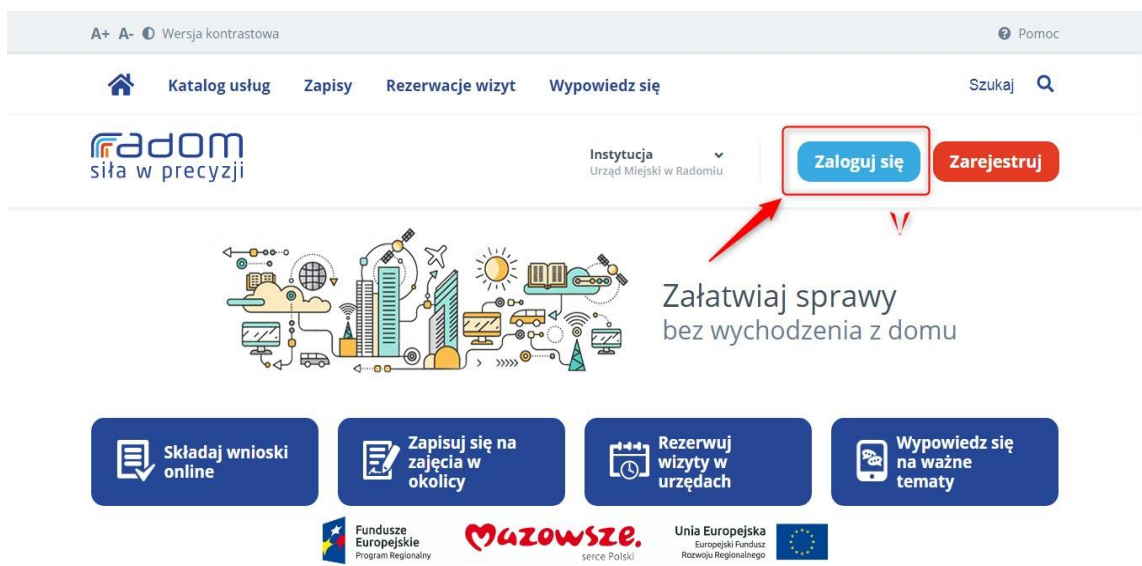 A+ A- Wersja kontrastowa Pomoc
Katalog usług Zapisy Rezerwacje wizyt Wypowiedz się Szukaj
radom
siła w precyzji
Instytucja
Urząd Miejski w Radomiu
Zaloguj się Zarejestruj
Załatwiaj sprawy
bez wychodzenia z domu
Składaj wnioski
online
Zapisuj się na
zajęcia w
okolicy
Rezerwuj
wizyty w
urzędach
Wypowiedz się
na ważne
tematy
Fundusze
Europejskie
Program Regionalny
Mazowsze.
serce Polski
Unia Europejska
Europejski Fundusz
Rozwoju Regionalnego